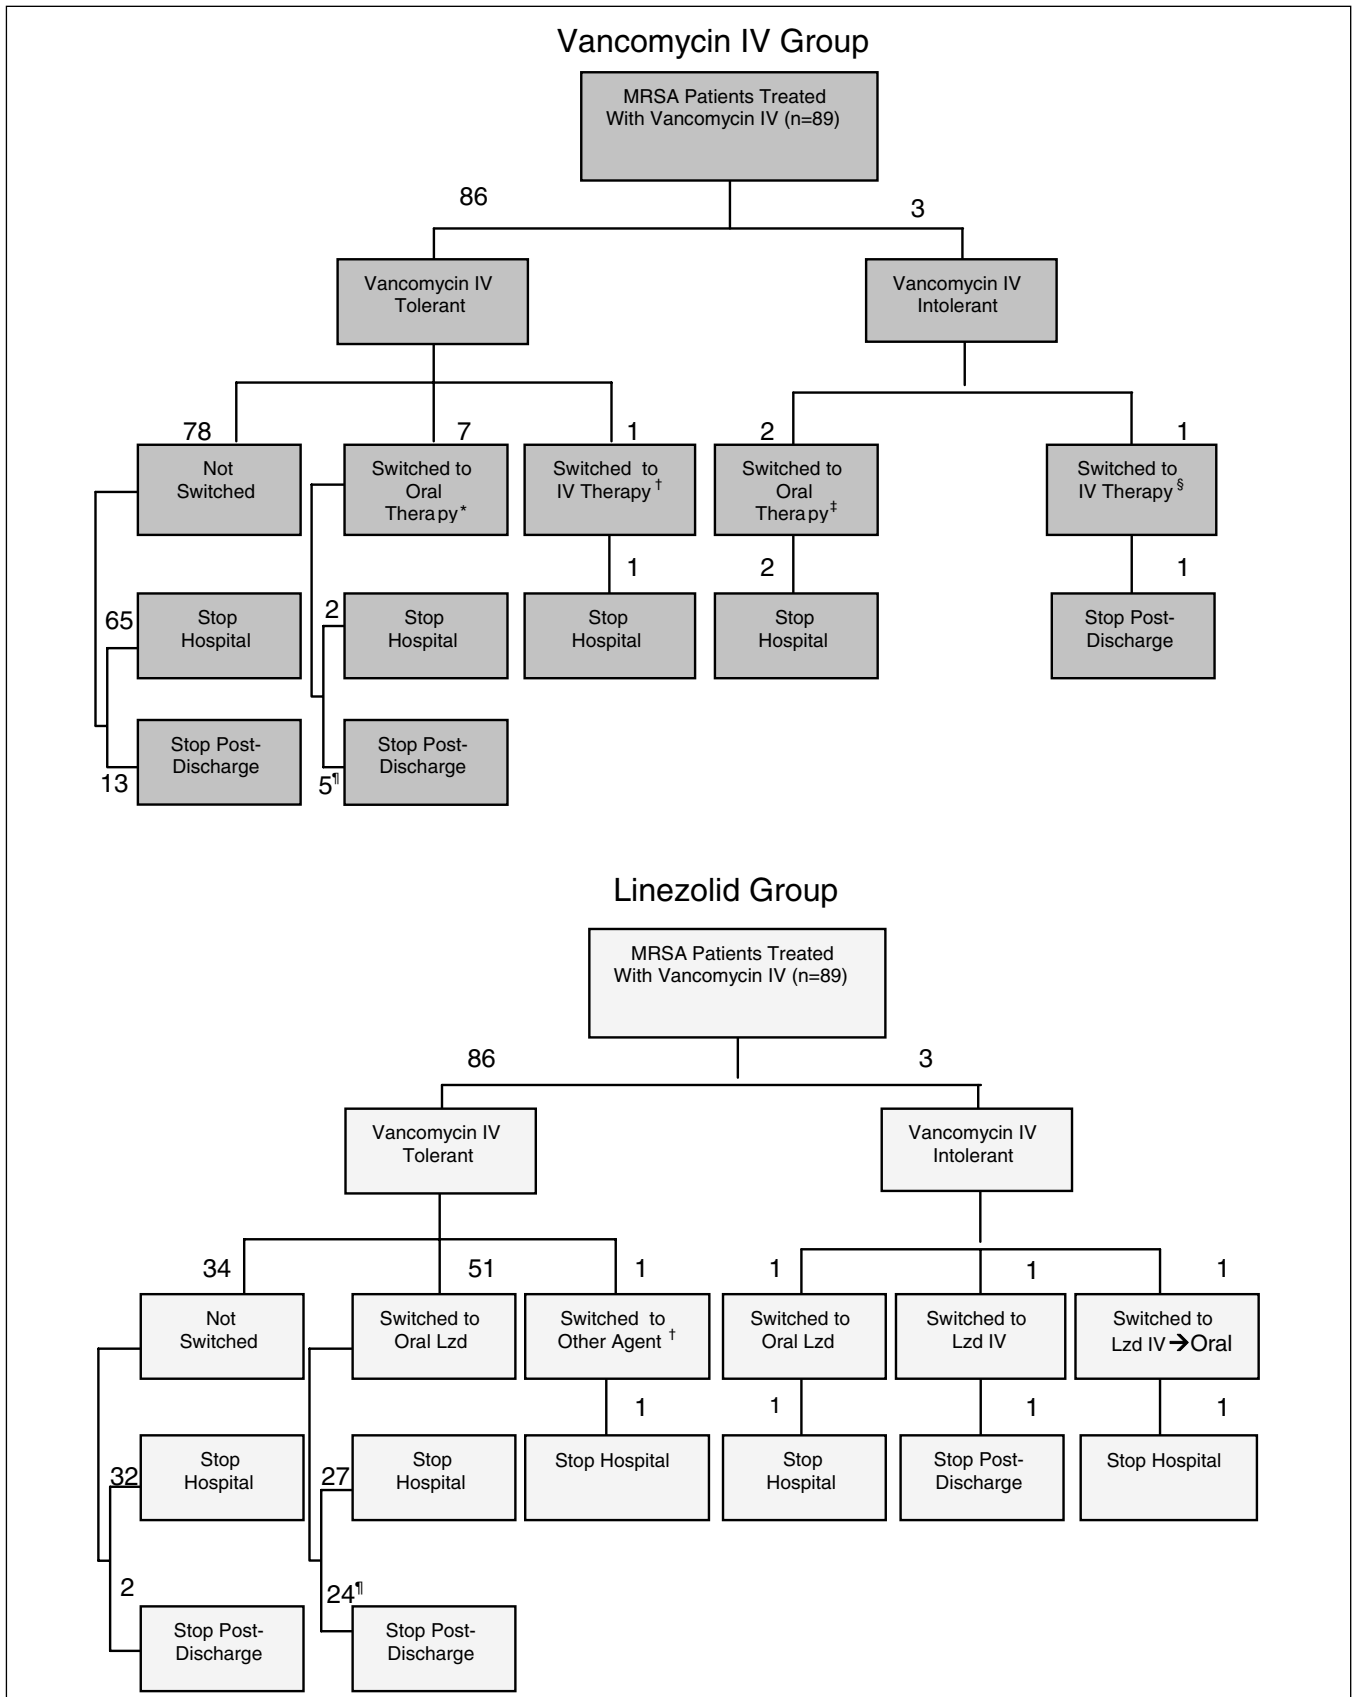 Vancomycin IV Group
MRSA Patients Treated
With Vancomycin IV (n=89)
86
3
Vancomycin IV
Tolerant
Vancomycin IV
Intolerant
78
7
1
2
1
Not
Switched
Switched to
Oral
Therapy*
Switched to
IV Therapy†
Switched to
Oral
Therapy‡
Switched to
IV Therapy§
1
2
1
65
Stop
Hospital
2
Stop
Hospital
Stop
Hospital
Stop
Hospital
Stop Post-
Discharge
Stop Post-
Discharge
13
Stop Post-
Discharge
5¶
Linezolid Group
MRSA Patients Treated
With Vancomycin IV (n=89)
86
3
Vancomycin IV
Tolerant
Vancomycin IV
Intolerant
34
51
1
1
1
1
Not
Switched
Switched to
Oral Lzd
Switched to
Other Agent †
Switched to
Oral Lzd
Switched to
Lzd IV
Switched to
Lzd IV →Oral
1
1
1
1
32
Stop
Hospital
27
Stop
Hospital
Stop Hospital
Stop
Hospital
Stop Post-
Discharge
Stop Hospital
2
Stop Post-
Discharge
24¶
Stop Post-
Discharge